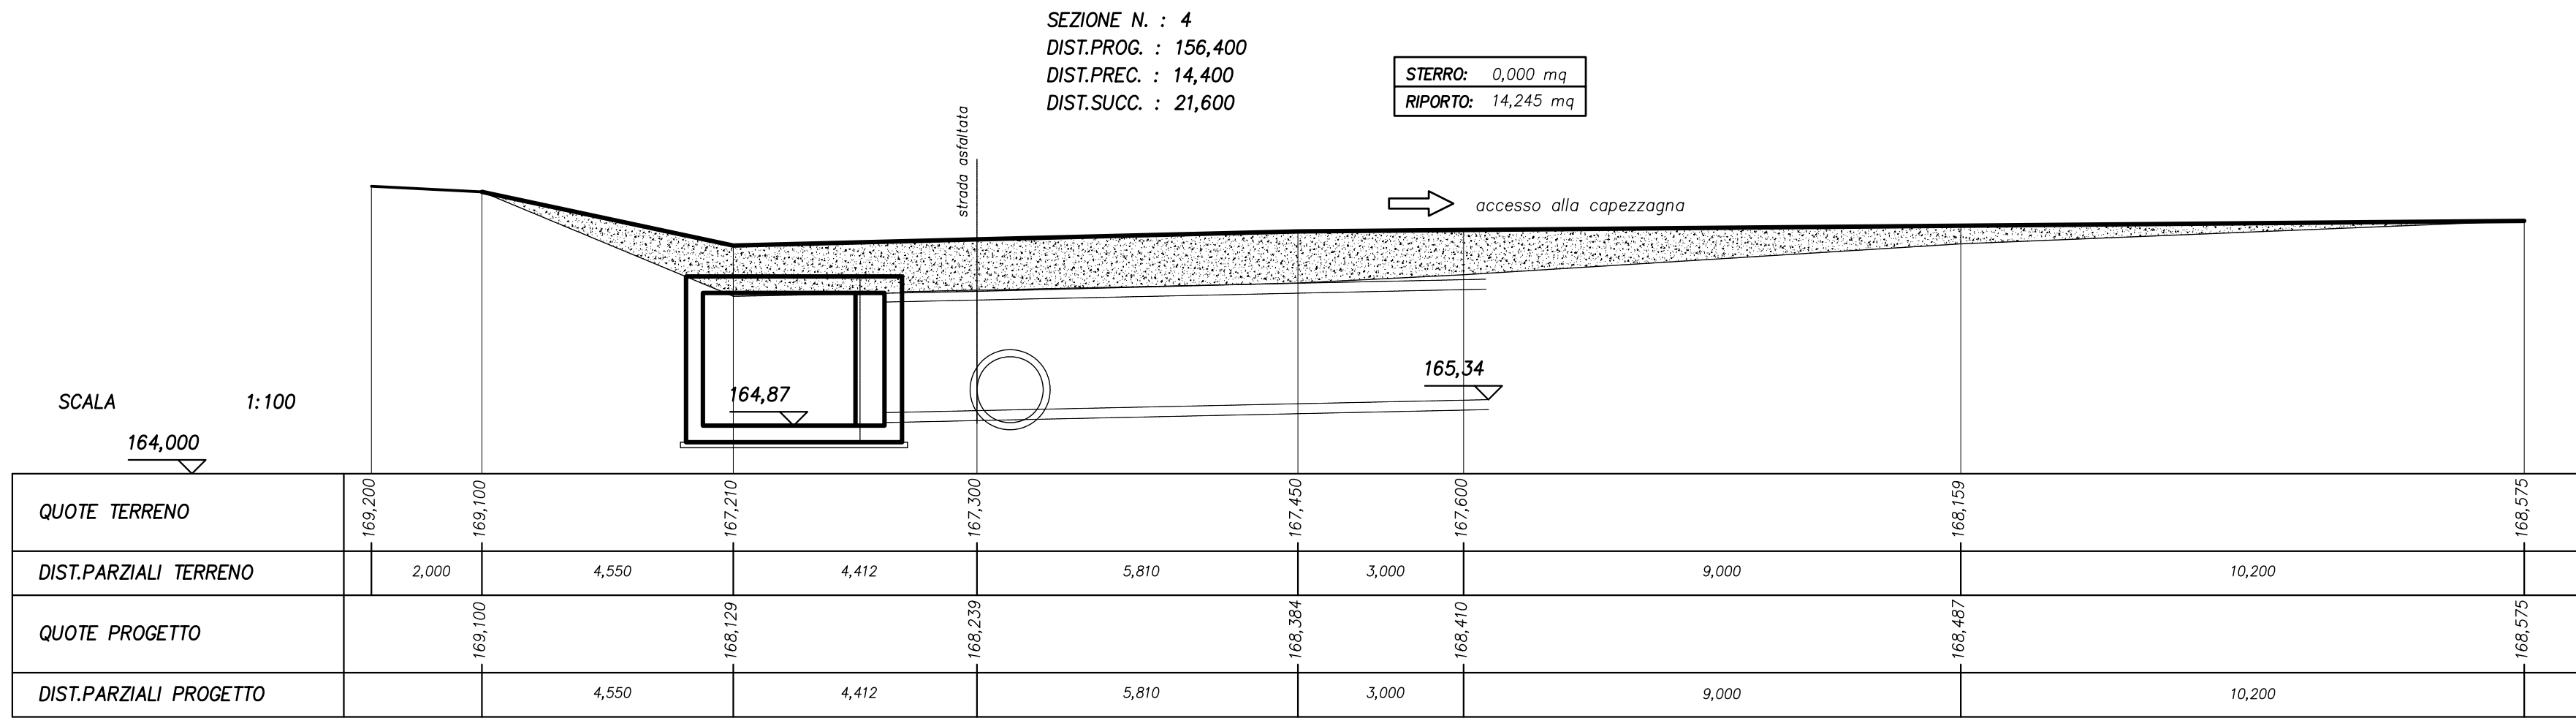 SEZIONE N. : 4
DIST.PROG. : 156,400
DIST.PREC. : 14,400
DIST.SUCC. : 21,600
STERRO: 0,000 mq
RIPORTO: 14,245 mq
strada asfaltata
accesso alla capezzagna
165,34
164,87
SCALA 1:100
164,000
QUOTE TERRENO 169,200 169,100 167,210 167,300 167,450 167,600 168,159 168,575
DIST.PARZIALI TERRENO 2,000 4,550 4,412 5,810 3,000 9,000 10,200
QUOTE PROGETTO 169,100 168,129 168,239 168,384 168,410 168,487 168,575
DIST.PARZIALI PROGETTO 4,550 4,412 5,810 3,000 9,000 10,200